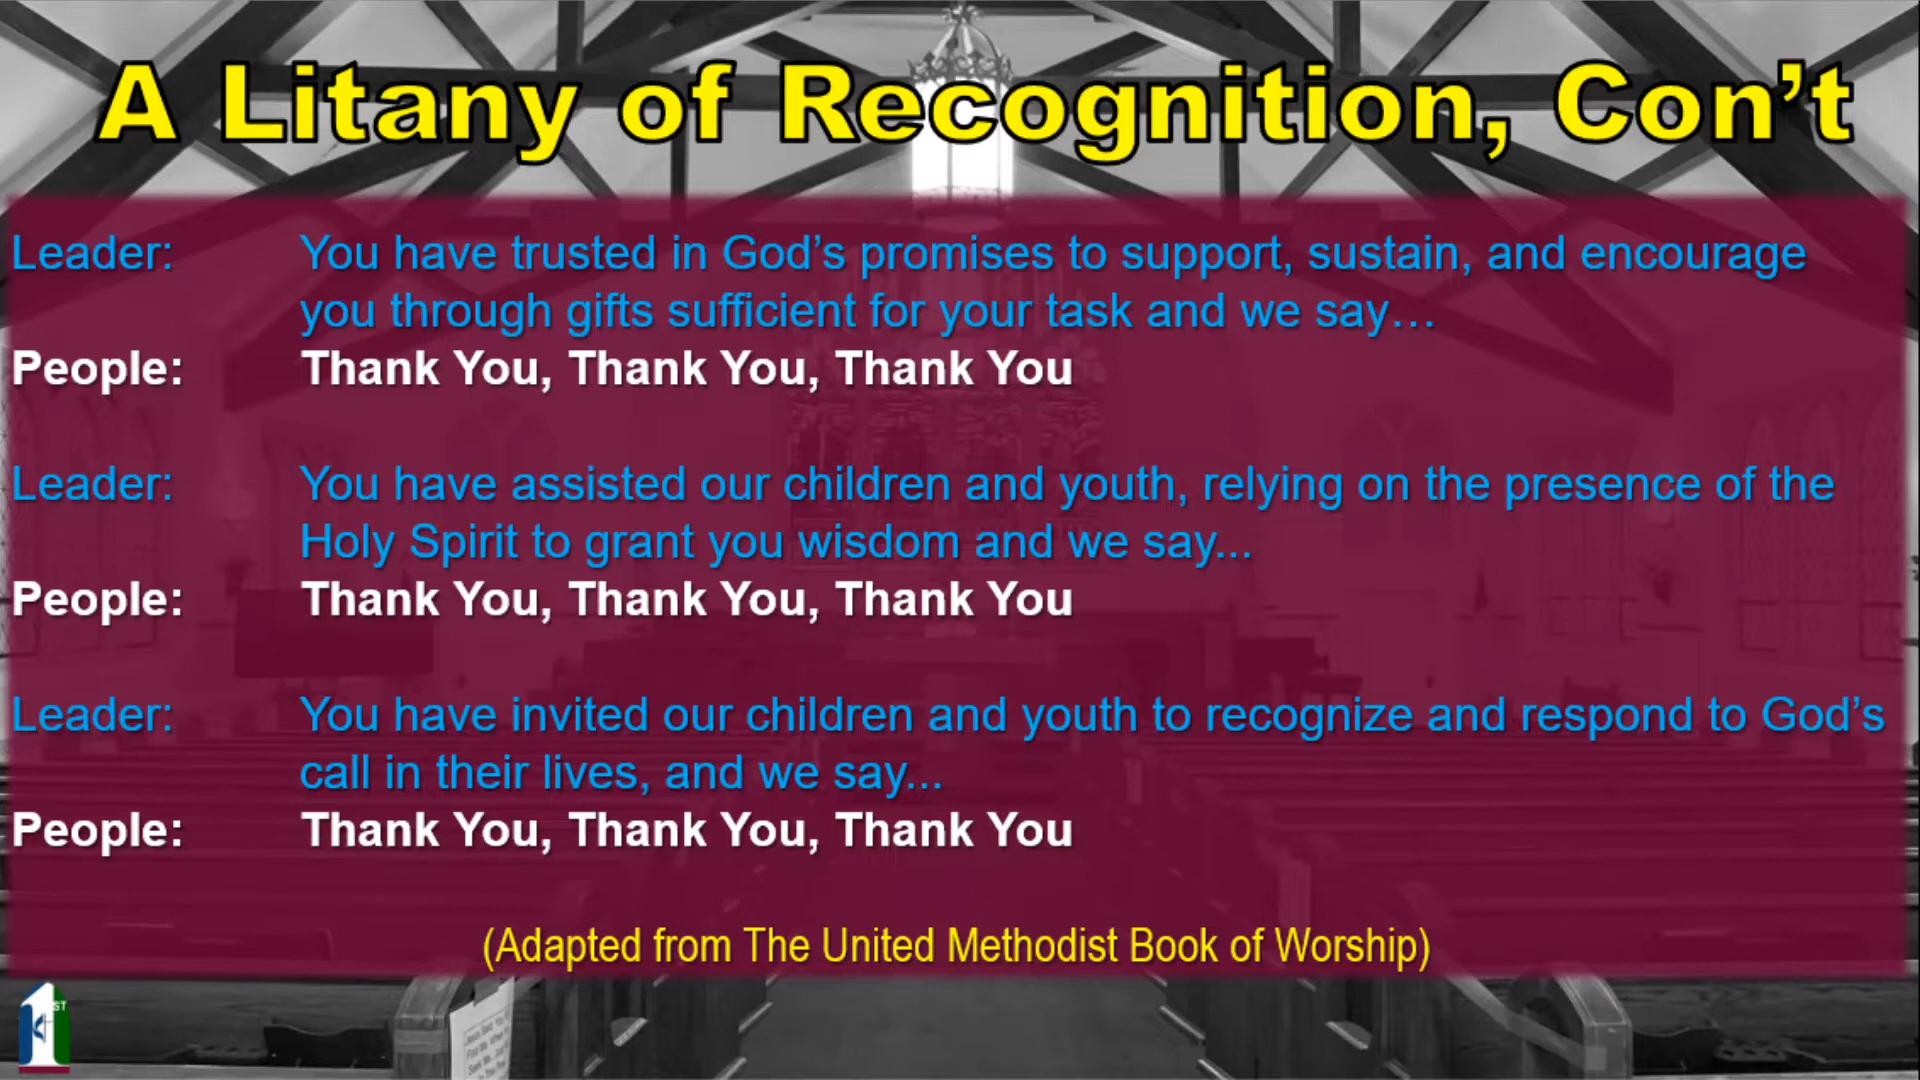 A Litany of Recognition, Con’t
Leader: You have trusted in God’s promises to support, sustain, and encourage
you through gifts sufficient for your task and we say…
People: Thank You, Thank You, Thank You
Leader: You have assisted our children and youth, relying on the presence of the
Holy Spirit to grant you wisdom and we say...
People: Thank You, Thank You, Thank You
Leader: You have invited our children and youth to recognize and respond to God’s
call in their lives, and we say...
People: Thank You, Thank You, Thank You
(Adapted from The United Methodist Book of Worship)
1ST